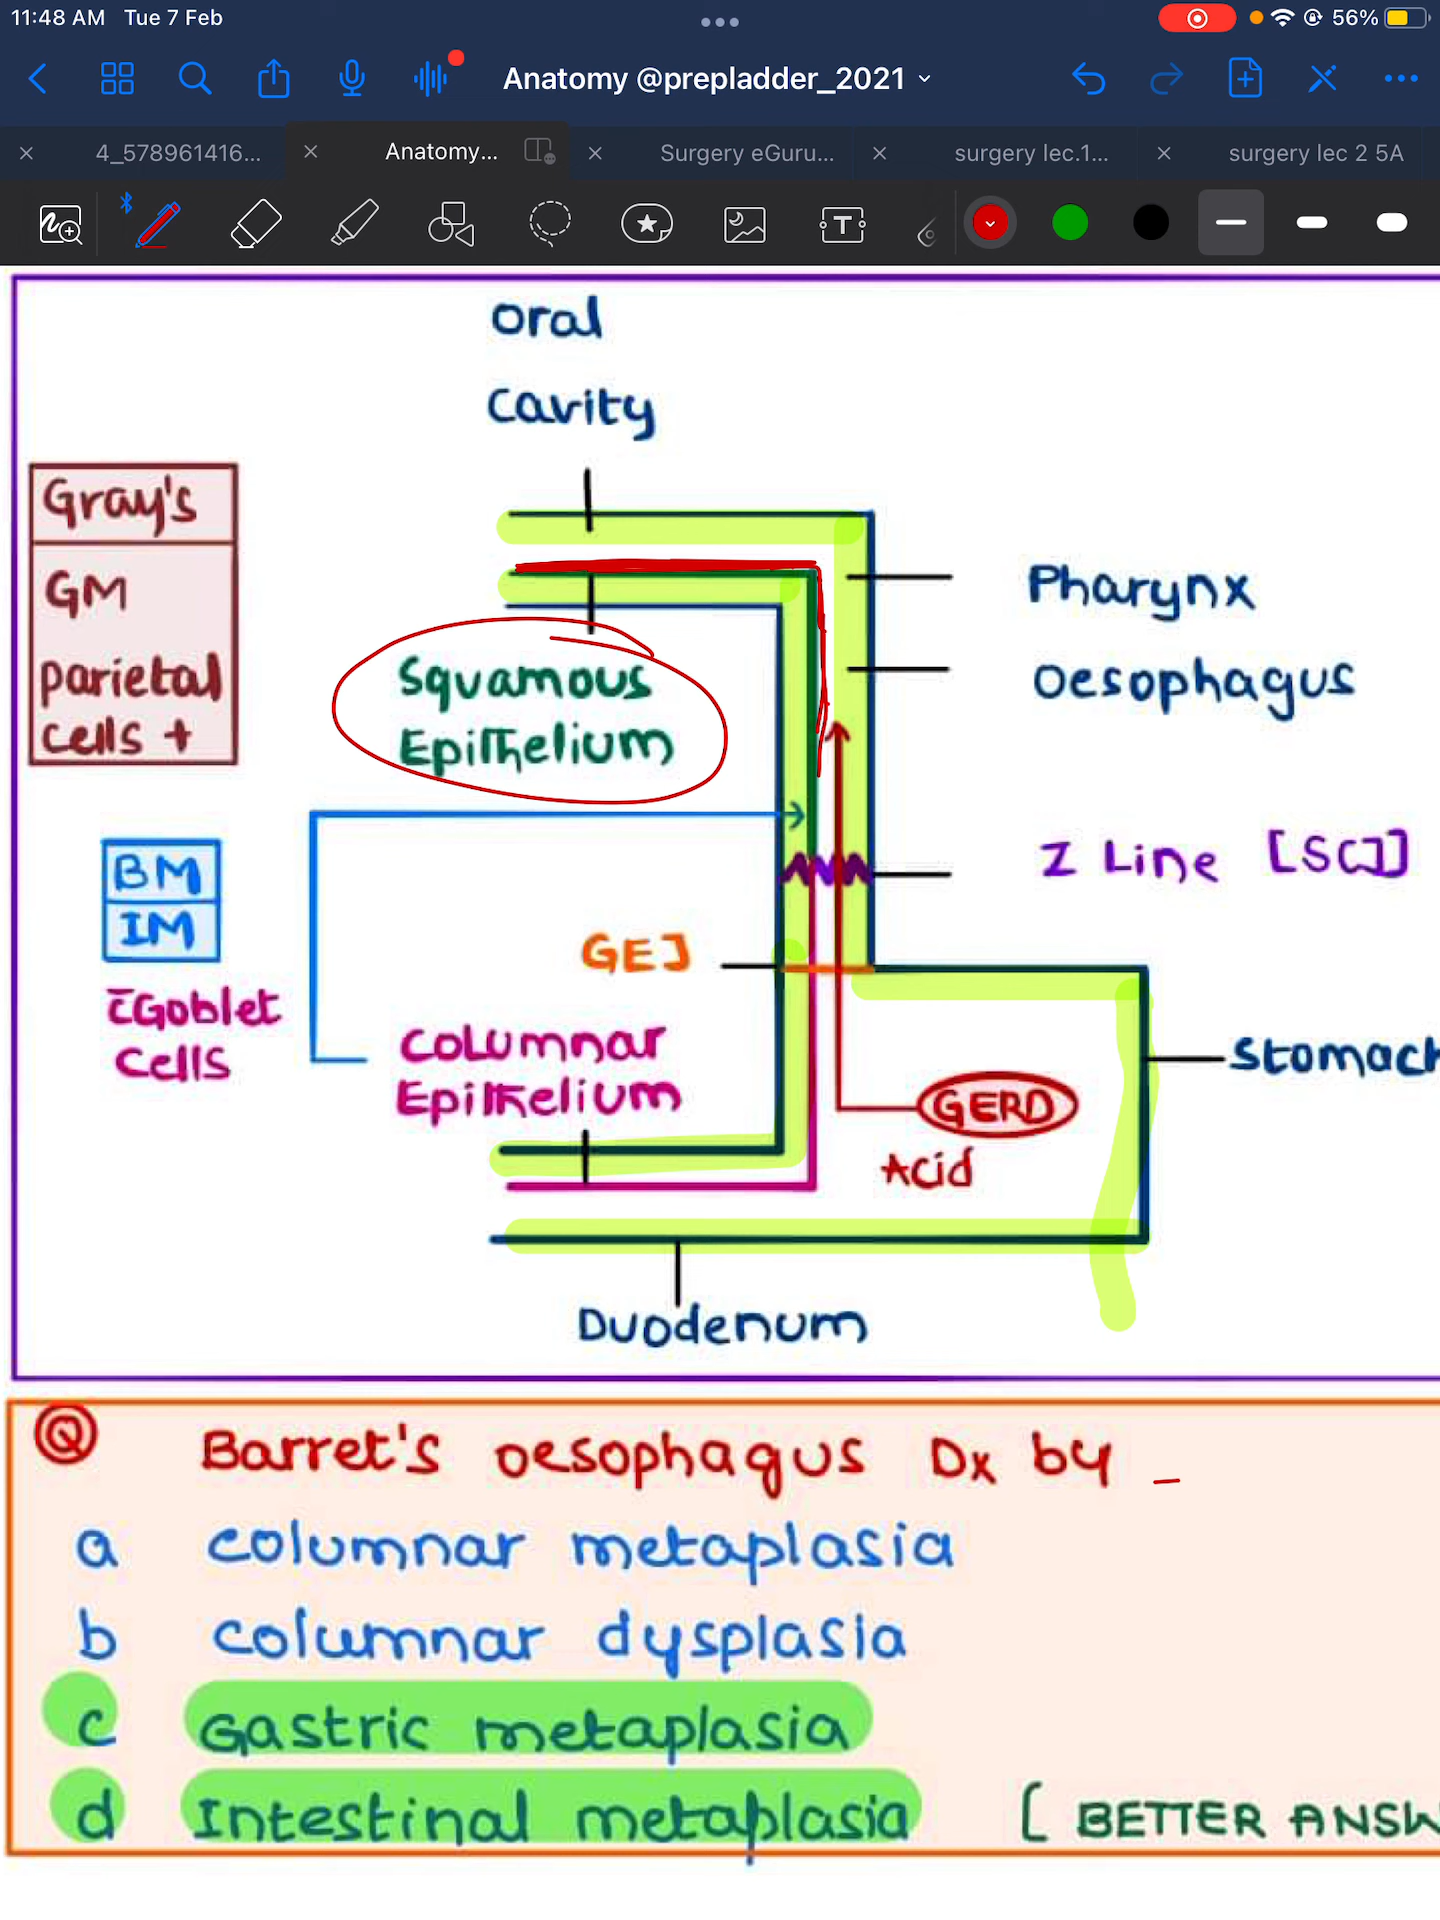 11:48 AM Tue 7 Feb
56%
Anatomy @prepladder_2021
4_578961416...
Anatomy...
Surgery eGuru...
surgery lec.1...
surgery lec 2 5A
T
oral
cavity
Gray's
GM
parietal
cells +
Pharynx
Oesophagus
Squamous
Epithelium
Z Line [SCJ]
BM
IM
GEJ
c̄Goblet
cells
columnar
Epithelium
Stomach
GERD
Acid
Duodenum
Q Barret's oesophagus Dx by _
a columnar metaplasia
b columnar dysplasia
c Gastric metaplasia
d Intestinal metaplasia [ BETTER ANSW